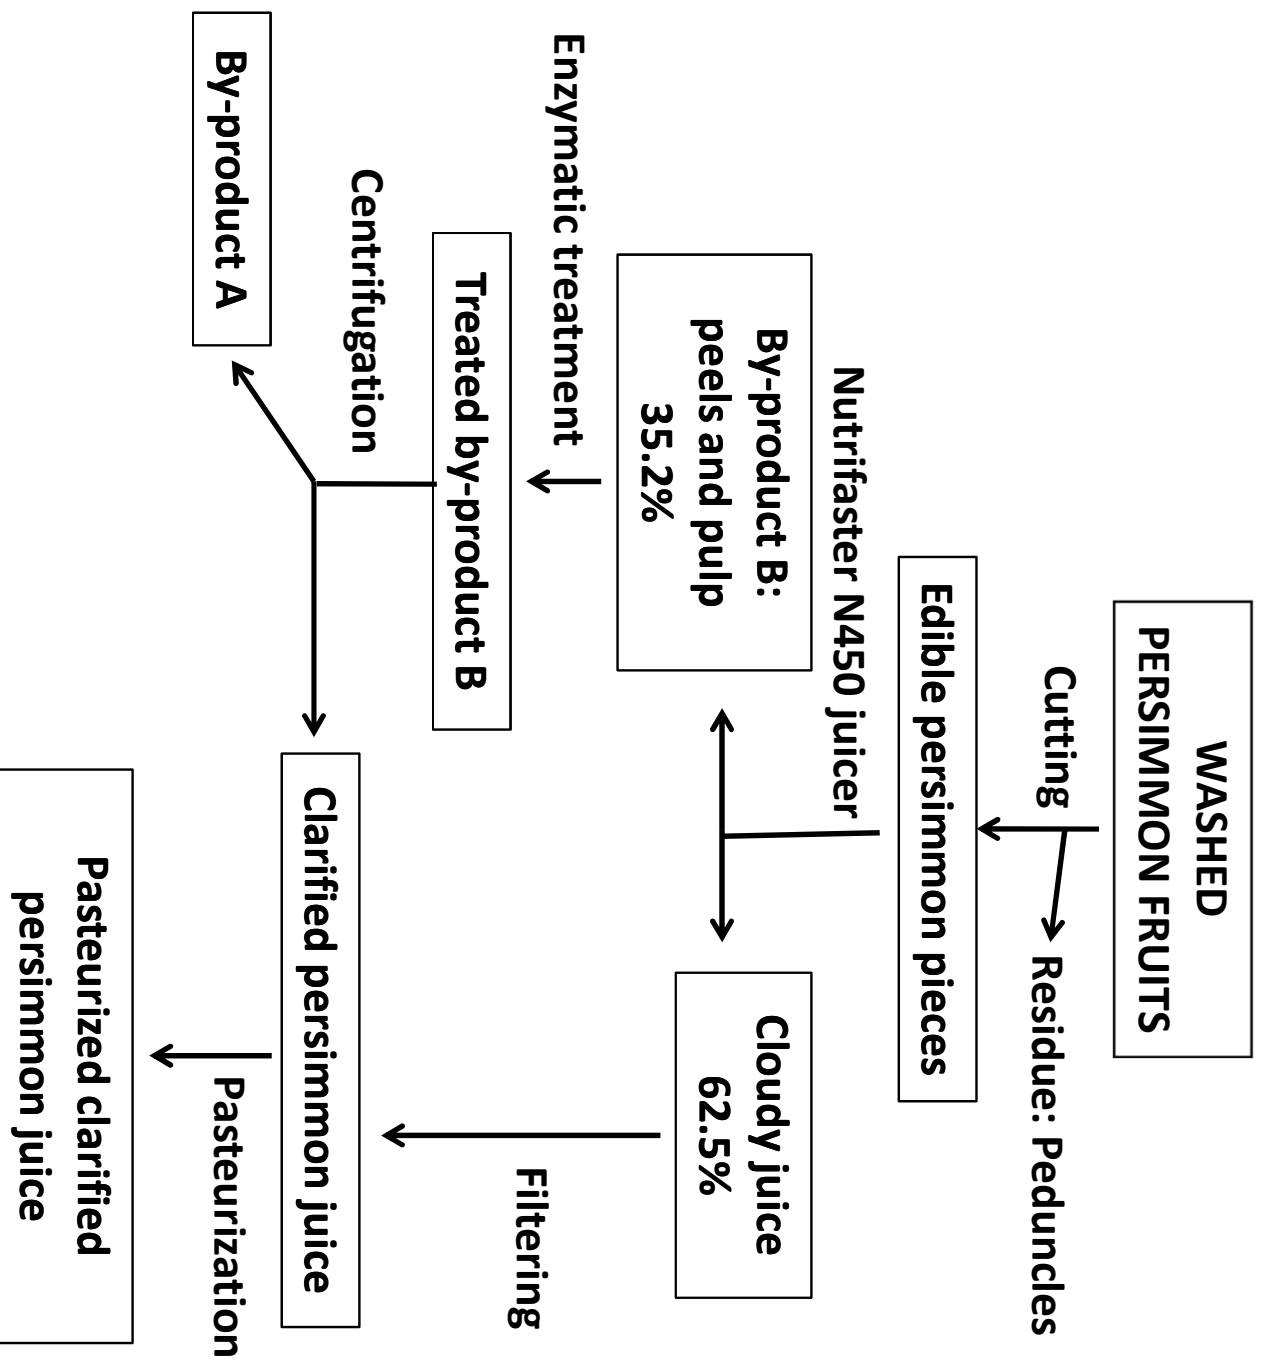 WASHED
PERSIMMON FRUITS
Cutting
Residue: Peduncles
Edible persimmon pieces
Nutrifaster N450 juicer
By-product B:
peels and pulp
35.2%
Cloudy juice
62.5%
Enzymatic treatment
Filtering
Treated by-product B
Centrifugation
Clarified persimmon juice
By-product A
Pasteurization
Pasteurized clarified
persimmon juice